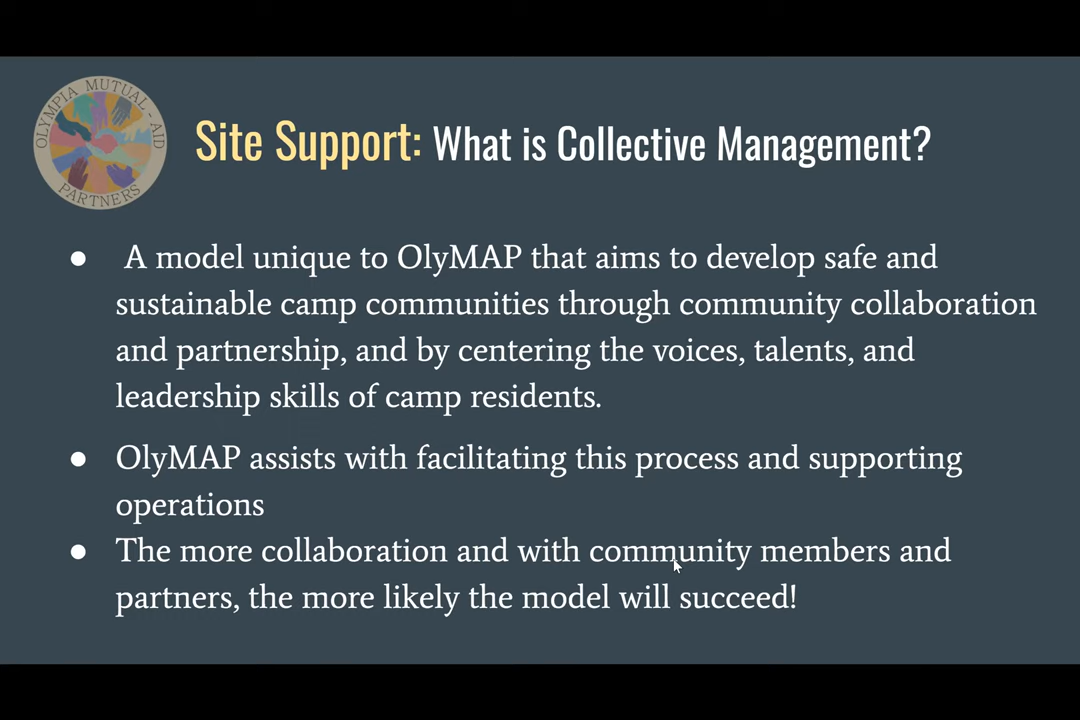 OLYMPIA MUTUAL-AID
PARTNERS
Site Support: What is Collective Management?
● A model unique to OlyMAP that aims to develop safe and
sustainable camp communities through community collaboration
and partnership, and by centering the voices, talents, and
leadership skills of camp residents.
● OlyMAP assists with facilitating this process and supporting
operations
● The more collaboration and with community members and
partners, the more likely the model will succeed!